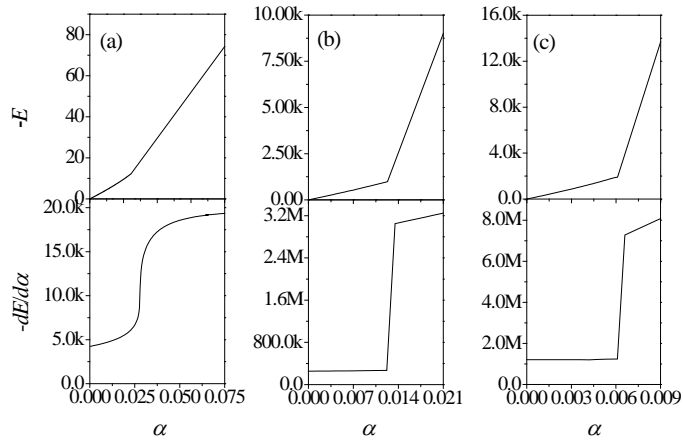 (a)
(b)
(c)
-E
80
60
40
20
0
10.00k
7.50k
5.00k
2.50k
0.00
16.0k
12.0k
8.0k
4.0k
0.0
-dE/dα
20.0k
15.0k
10.0k
5.0k
0.0
3.2M
2.4M
1.6M
800.0k
0.0
8.0M
6.0M
4.0M
2.0M
0.0
0.000 0.025 0.050 0.075
0.000 0.007 0.014 0.021
0.000 0.003 0.006 0.009
α
α
α